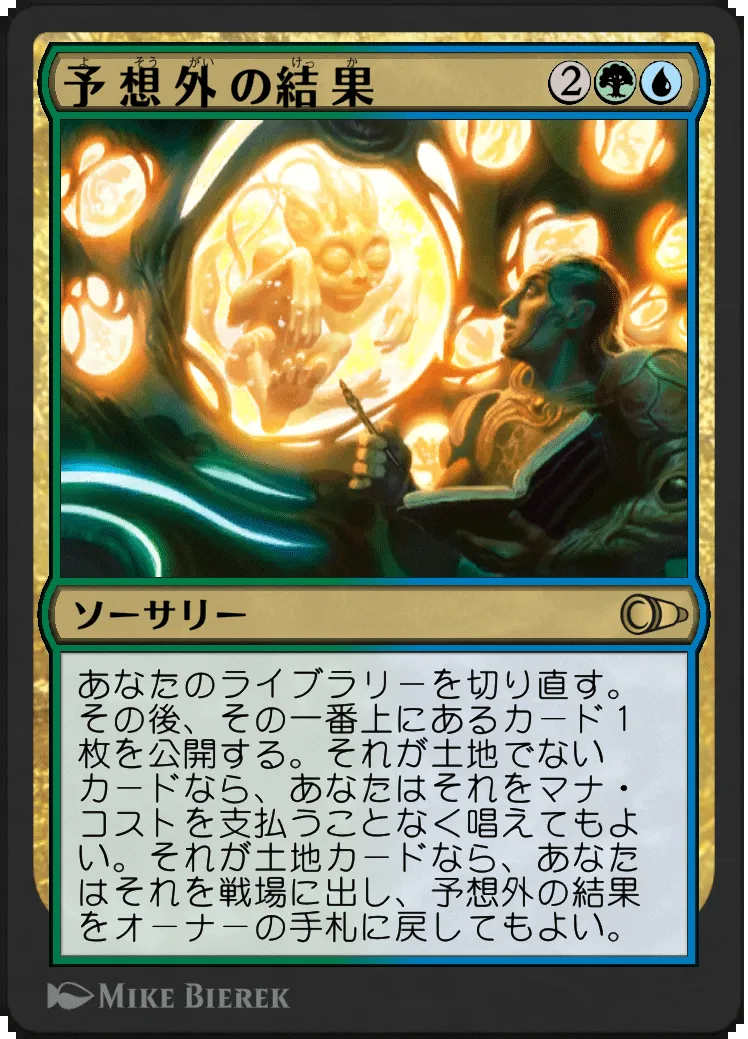 予想外の結果
2
ソーサリー
あなたのライブラリーを切り直す。
その後、その一番上にあるカード1
枚を公開する。それが土地でない
カードなら、あなたはそれをマナ・
コストを支払うことなく唱えてもよ
い。それが土地カードなら、あなた
はそれを戦場に出し、予想外の結果
をオーナーの手札に戻してもよい。
MIKE BIEREK